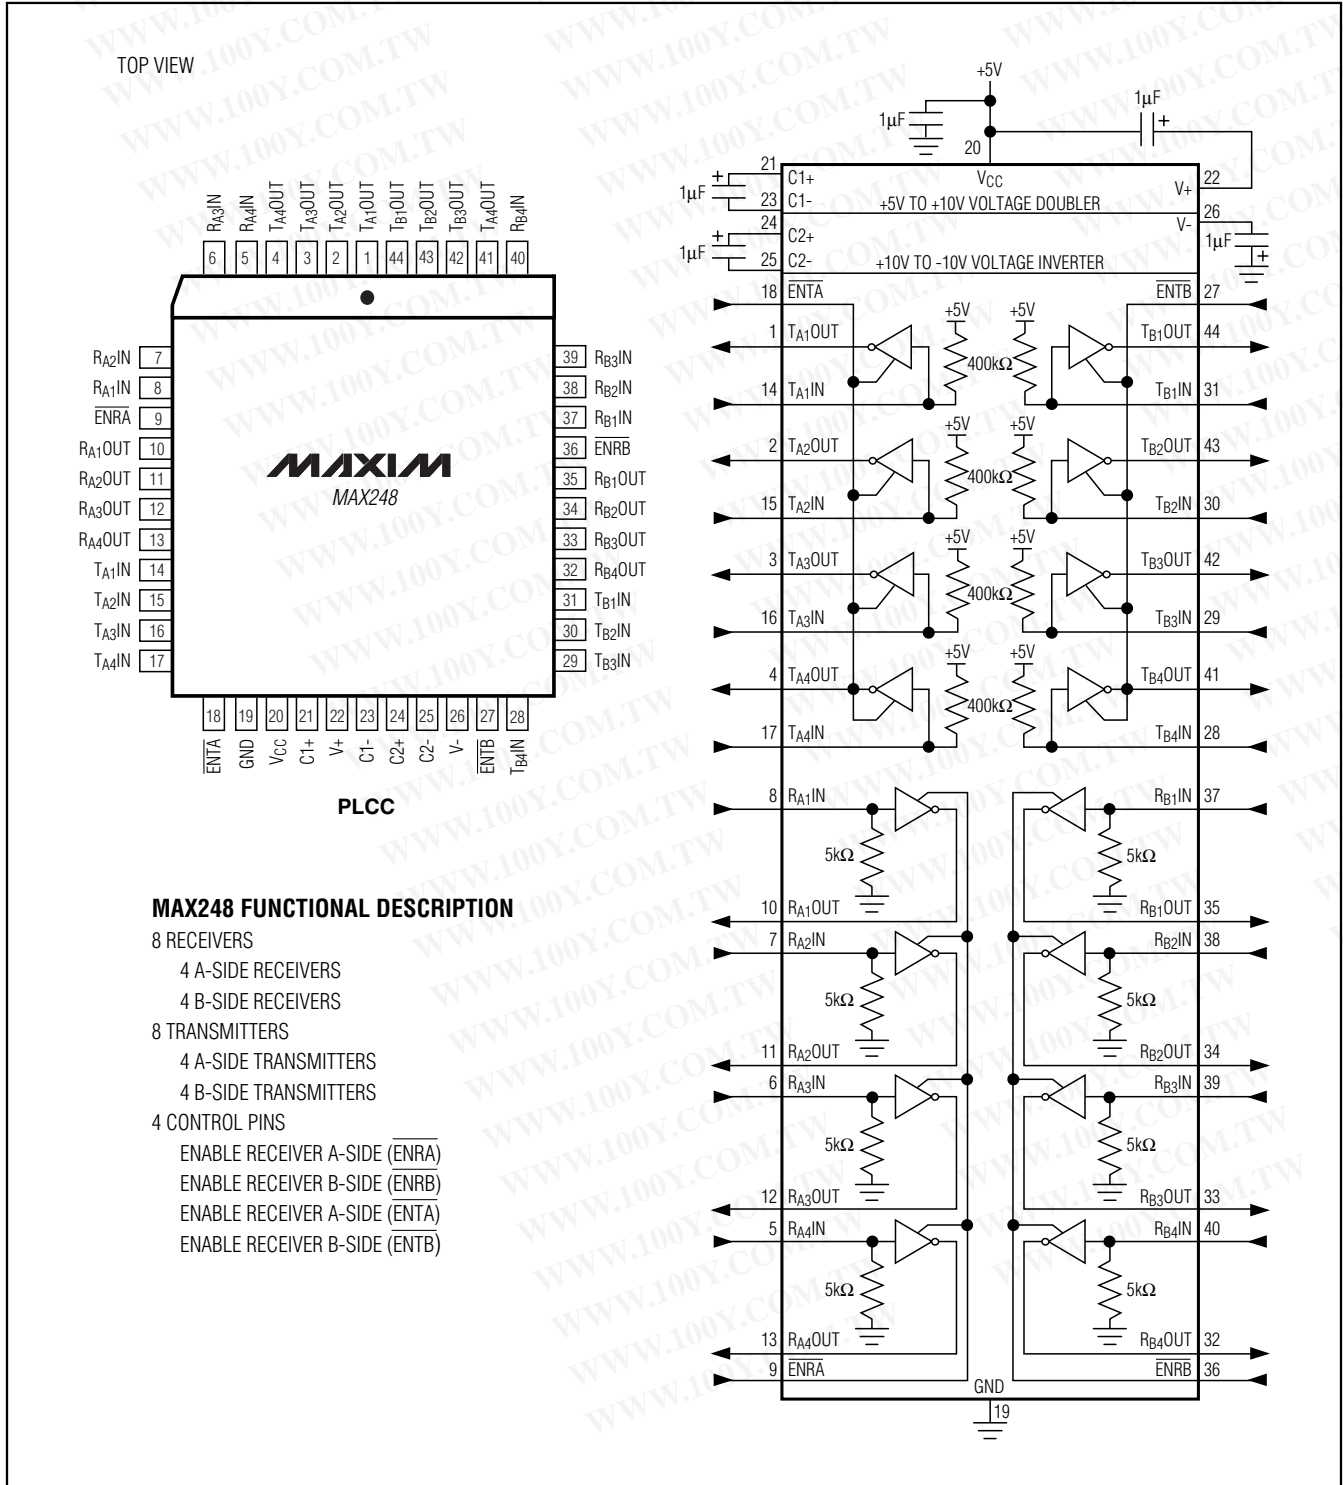 TOP VIEW
RA3IN
RA4IN
TA4OUT
TA3OUT
TA2OUT
TA1OUT
TB1OUT
TB2OUT
TB3OUT
TA4OUT
RB4IN
6 5 4 3 2 1 44 43 42 41 40
RA2IN 7
RA1IN 8
ENRA 9
RA1OUT 10
RA2OUT 11
RA3OUT 12
RA4OUT 13
TA1IN 14
TA2IN 15
TA3IN 16
TA4IN 17
MAXIM
MAX248
39 RB3IN
38 RB2IN
37 RB1IN
36 ENRB
35 RB1OUT
34 RB2OUT
33 RB3OUT
32 RB4OUT
31 TB1IN
30 TB2IN
29 TB3IN
18 19 20 21 22 23 24 25 26 27 28
ENTA
GND
VCC
C1+
V+
C1-
C2+
C2-
V-
ENTB
TB4IN
PLCC
MAX248 FUNCTIONAL DESCRIPTION
8 RECEIVERS
4 A-SIDE RECEIVERS
4 B-SIDE RECEIVERS
8 TRANSMITTERS
4 A-SIDE TRANSMITTERS
4 B-SIDE TRANSMITTERS
4 CONTROL PINS
ENABLE RECEIVER A-SIDE (ENRA)
ENABLE RECEIVER B-SIDE (ENRB)
ENABLE RECEIVER A-SIDE (ENTA)
ENABLE RECEIVER B-SIDE (ENTB)
+5V
1µF
1µF +
20
21 C1+ VCC V+ 22
+ 1µF
23 C1- +5V TO +10V VOLTAGE DOUBLER
26 V-
24 C2+
+ 1µF
1µF +
25 C2- +10V TO -10V VOLTAGE INVERTER
18 ENTA ENTB 27
+5V +5V
1 TA1OUT TB1OUT 44
400kΩ
14 TA1IN TB1IN 31
+5V +5V
2 TA2OUT TB2OUT 43
400kΩ
15 TA2IN TB2IN 30
+5V +5V
3 TA3OUT TB3OUT 42
400kΩ
16 TA3IN TB3IN 29
+5V +5V
4 TA4OUT TB4OUT 41
400kΩ
17 TA4IN TB4IN 28
8 RA1IN RB1IN 37
5kΩ 5kΩ
10 RA1OUT RB1OUT 35
7 RA2IN RB2IN 38
5kΩ 5kΩ
11 RA2OUT RB2OUT 34
6 RA3IN RB3IN 39
5kΩ 5kΩ
12 RA3OUT RB3OUT 33
5 RA4IN RB4IN 40
5kΩ 5kΩ
13 RA4OUT RB4OUT 32
9 ENRA ENRB 36
GND
19
WWW.100Y.COM.TW